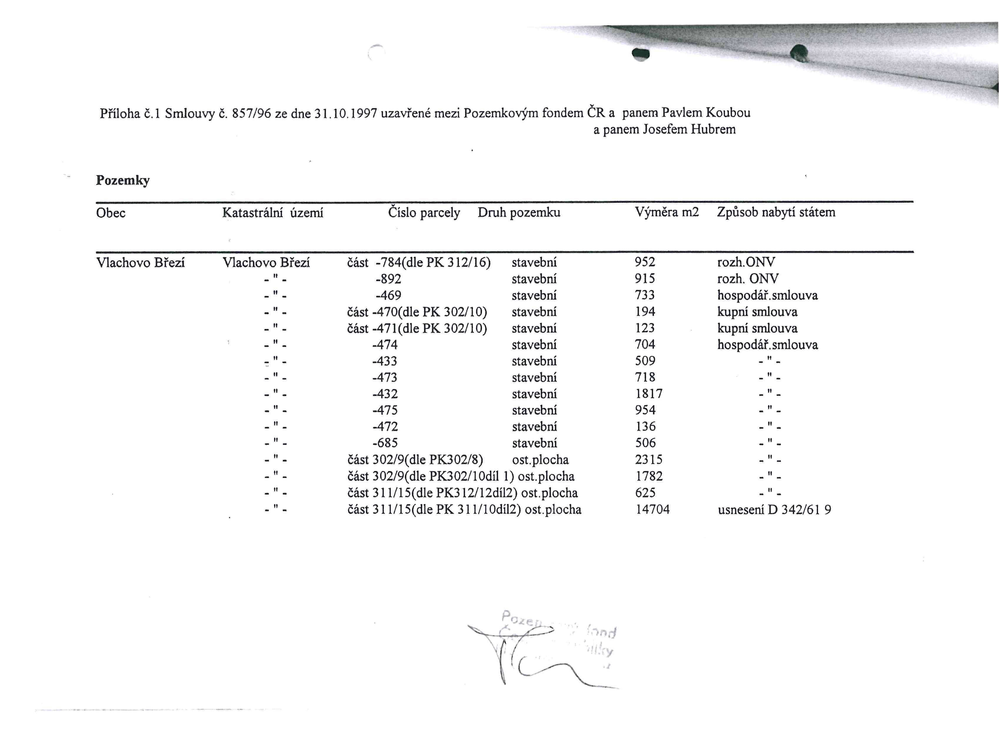 Příloha č.1 Smlouvy č. 857/96 ze dne 31.10.1997 uzavřené mezi Pozemkovým fondem ČR a panem Pavlem Koubou
a panem Josefem Hubrem
Pozemky
Obec Katastrální území Číslo parcely Druh pozemku Výměra m2 Způsob nabytí státem
Vlachovo Březí Vlachovo Březí část -784(dle PK 312/16) stavební 952 rozh.ONV
- " - -892 stavební 915 rozh. ONV
- " - -469 stavební 733 hospodář.smlouva
- " - část -470(dle PK 302/10) stavební 194 kupní smlouva
- " - část -471(dle PK 302/10) stavební 123 kupní smlouva
- " - -474 stavební 704 hospodář.smlouva
- " - -433 stavební 509 - " -
- " - -473 stavební 718 - " -
- " - -432 stavební 1817 - " -
- " - -475 stavební 954 - " -
- " - -472 stavební 136 - " -
- " - -685 stavební 506 - " -
- " - část 302/9(dle PK302/8) ost.plocha 2315 - " -
- " - část 302/9(dle PK302/10díl 1) ost.plocha 1782 - " -
- " - část 311/15(dle PK312/12díl2) ost.plocha 625 - " -
- " - část 311/15(dle PK 311/10díl2) ost.plocha 14704 usnesení D 342/61 9
fond